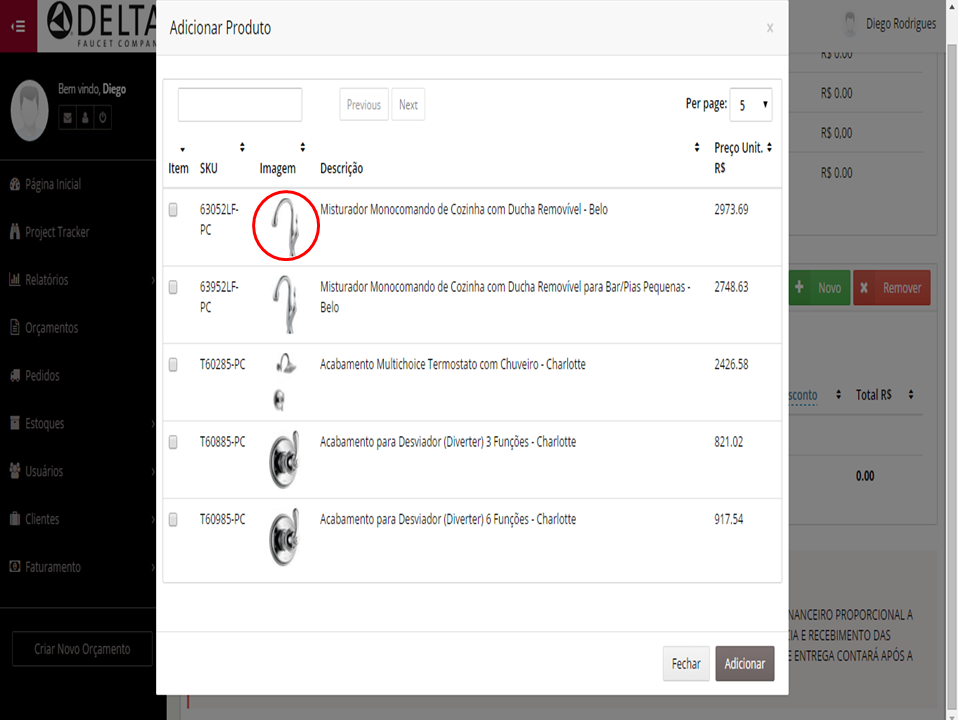 DELTA
FAUCET COMPAN
Adicionar Produto
x
Diego Rodrigues
Bem vindo, Diego
Página Inicial
Project Tracker
Relatórios
Orçamentos
Pedidos
Estoques
Usuários
Clientes
Faturamento
Criar Novo Orçamento
Previous Next Per page: 5
Item SKU Imagem Descrição Preço Unit. R$
63052LF-PC Misturador Monocomando de Cozinha com Ducha Removível - Belo 2973.69
63952LF-PC Misturador Monocomando de Cozinha com Ducha Removível para Bar/Pias Pequenas -
Belo 2748.63
T60285-PC Acabamento Multichoice Termostato com Chuveiro - Charlotte 2426.58
T60885-PC Acabamento para Desviador (Diverter) 3 Funções - Charlotte 821.02
T60985-PC Acabamento para Desviador (Diverter) 6 Funções - Charlotte 917.54
Fechar Adicionar
R$ 0.00
R$ 0.00
R$ 0,00
R$ 0.00
Novo Remover
sconto Total R$
0.00
NANCEIRO PROPORCIONAL A
CIA E RECEBIMENTO DAS
E ENTREGA CONTARÁ APÓS A